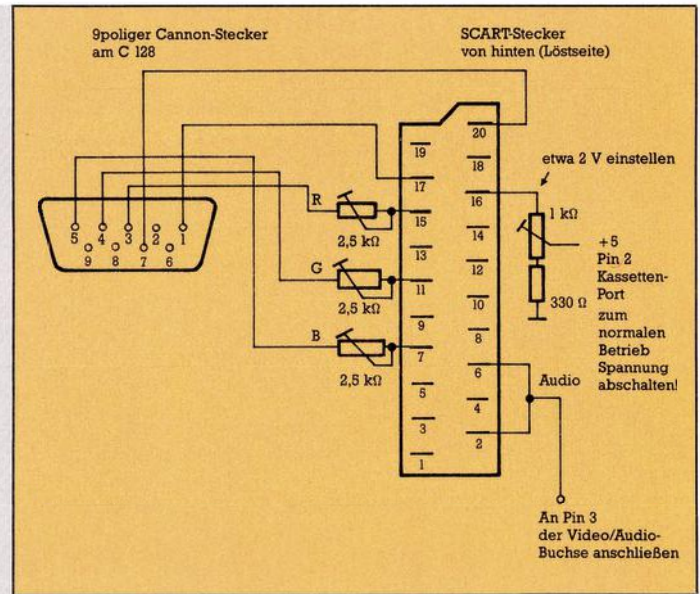 9poliger Cannon-Stecker
am C 128
SCART-Stecker
von hinten (Löstseite)
20
19
18
17
etwa 2 V einstellen
16
R
1 kΩ
15
2,5 kΩ
14
+5
13
Pin 2
Kassetten-
Port
zum
normalen
Betrieb
Spannung
abschalten!
12
G
11
330 Ω
2,5 kΩ
10
9
8
B
7
2,5 kΩ
6
Audio
5
4
3
2
1
5 4 3 2 1
9 8 7 6
An Pin 3
der Video/Audio-
Buchse anschließen